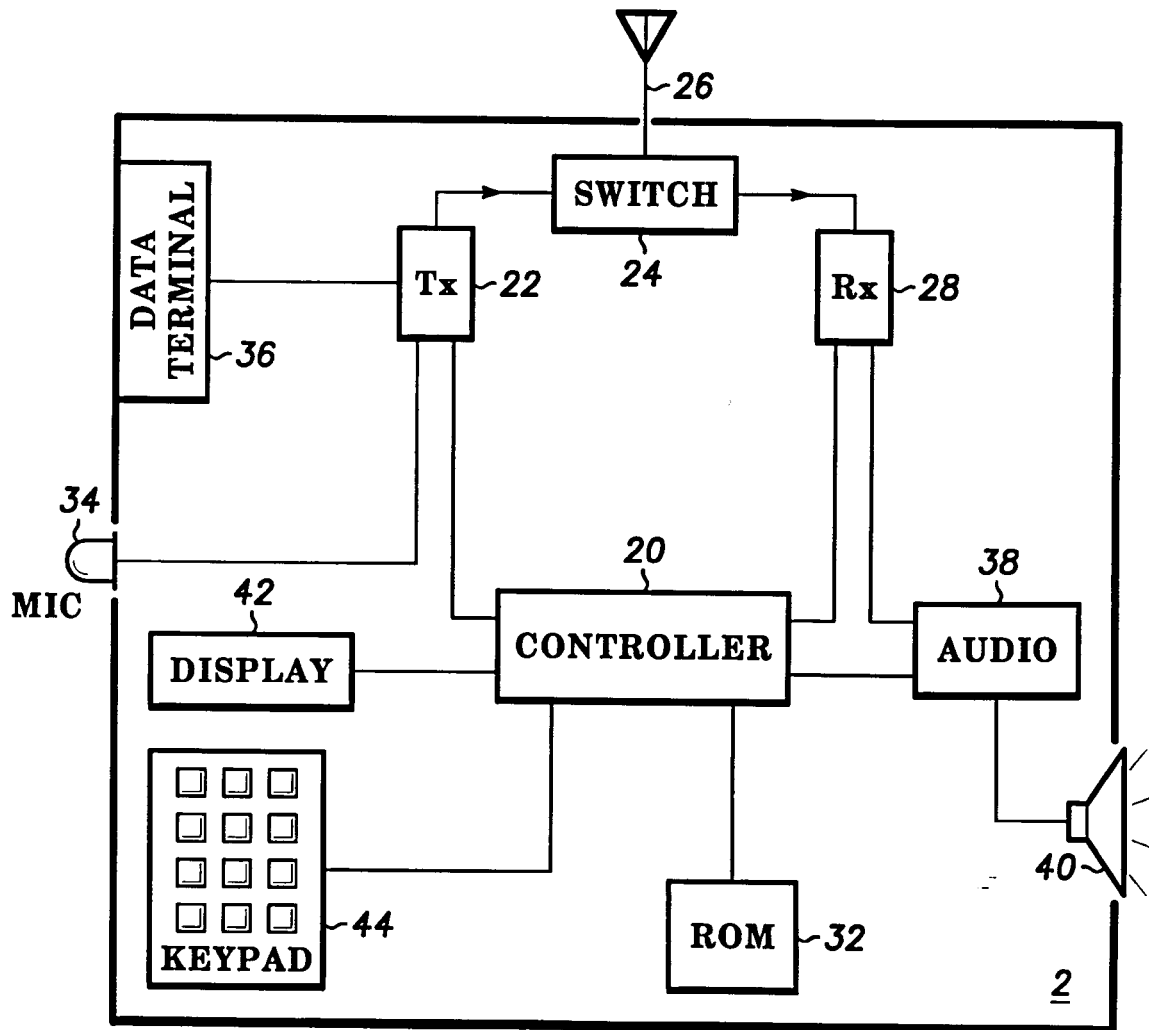 26
SWITCH
24
DATA
TERMINAL
36
Tx
22
Rx
28
34
MIC
20
CONTROLLER
38
AUDIO
42
DISPLAY
40
44
KEYPAD
ROM
32
2